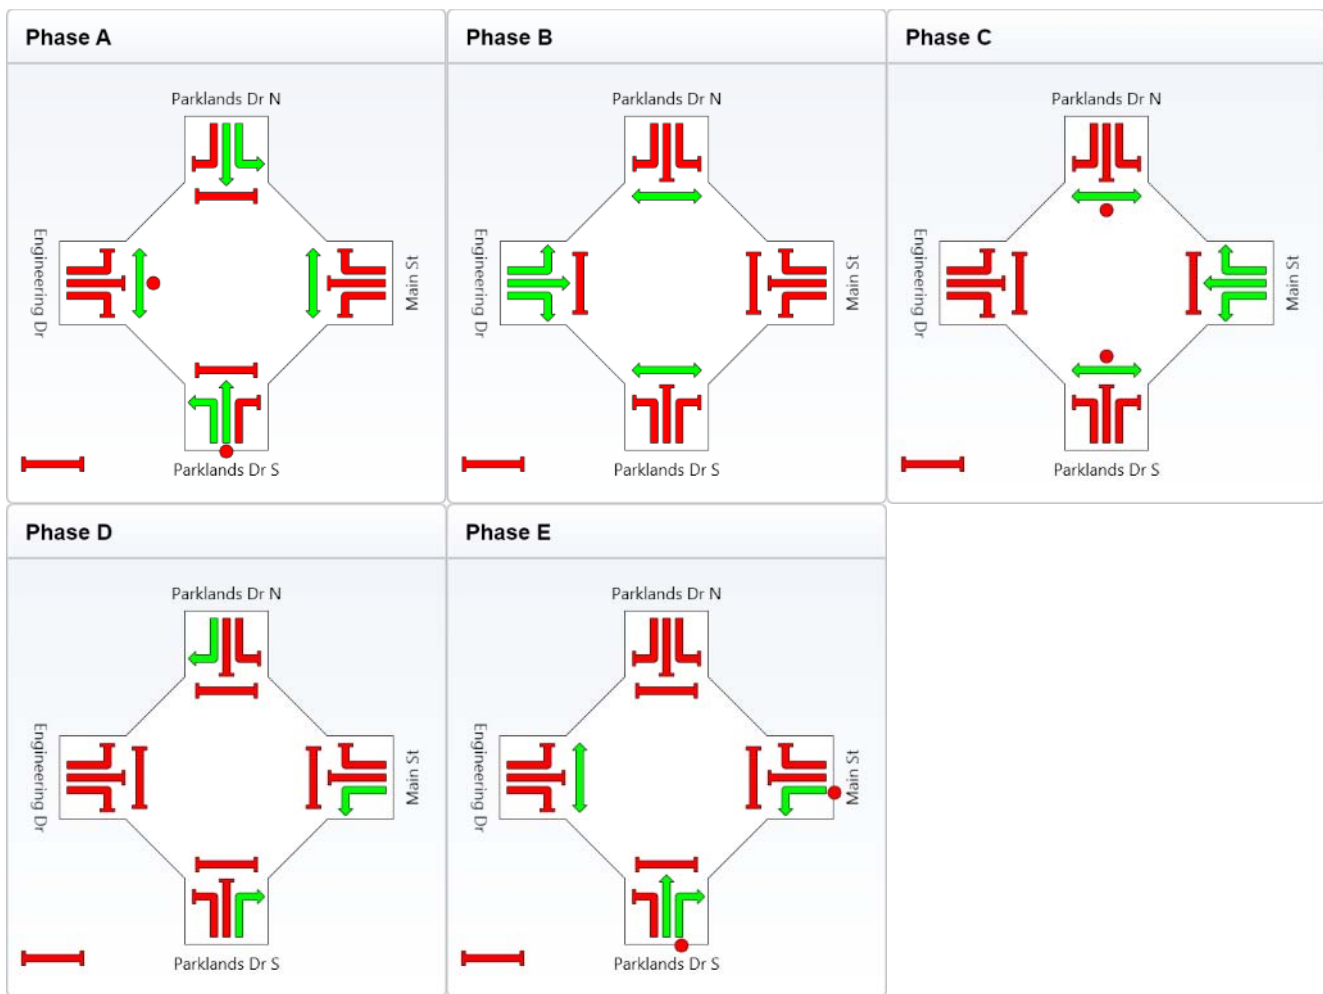 Phase A
Parklands Dr N
Engineering Dr
Main St
Parklands Dr S
Phase B
Parklands Dr N
Engineering Dr
Main St
Parklands Dr S
Phase C
Parklands Dr N
Engineering Dr
Main St
Parklands Dr S
Phase D
Parklands Dr N
Engineering Dr
Main St
Parklands Dr S
Phase E
Parklands Dr N
Engineering Dr
Main St
Parklands Dr S